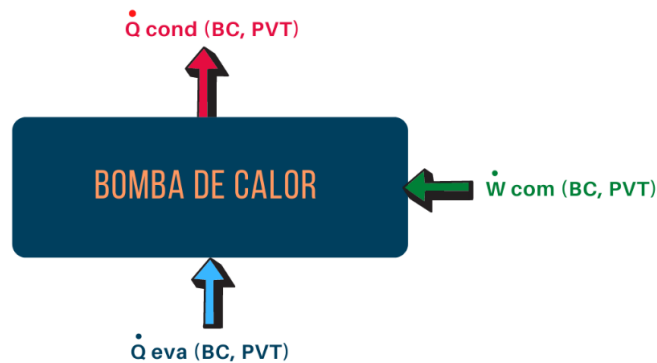 Q̇ cond (BC, PVT)
BOMBA DE CALOR
Ẇ com (BC, PVT)
Q̇ eva (BC, PVT)